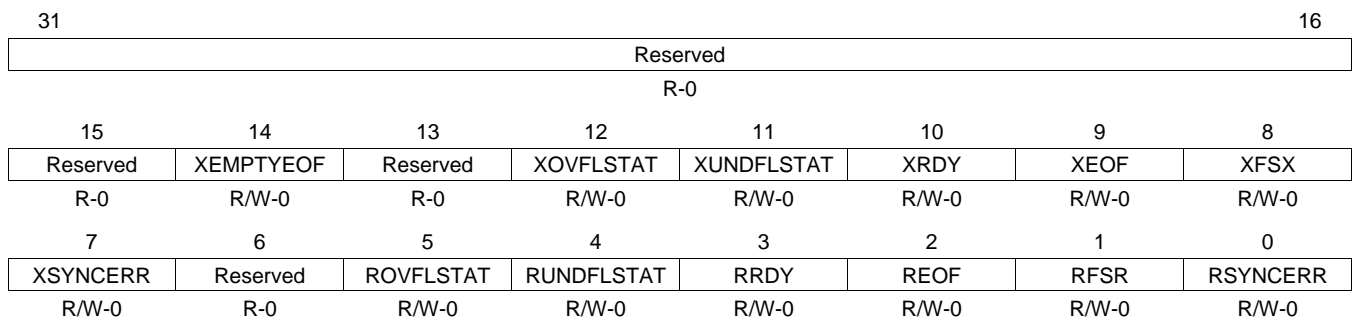 31 16
Reserved
R-0
15 14 13 12 11 10 9 8
Reserved XEMPTYEOF Reserved XOVFLSTAT XUNDFLSTAT XRDY XEOF XFSX
R-0 R/W-0 R-0 R/W-0 R/W-0 R/W-0 R/W-0 R/W-0
7 6 5 4 3 2 1 0
XSYNCERR Reserved ROVFLSTAT RUNDFLSTAT RRDY REOF RFSR RSYNCERR
R/W-0 R-0 R/W-0 R/W-0 R/W-0 R/W-0 R/W-0 R/W-0